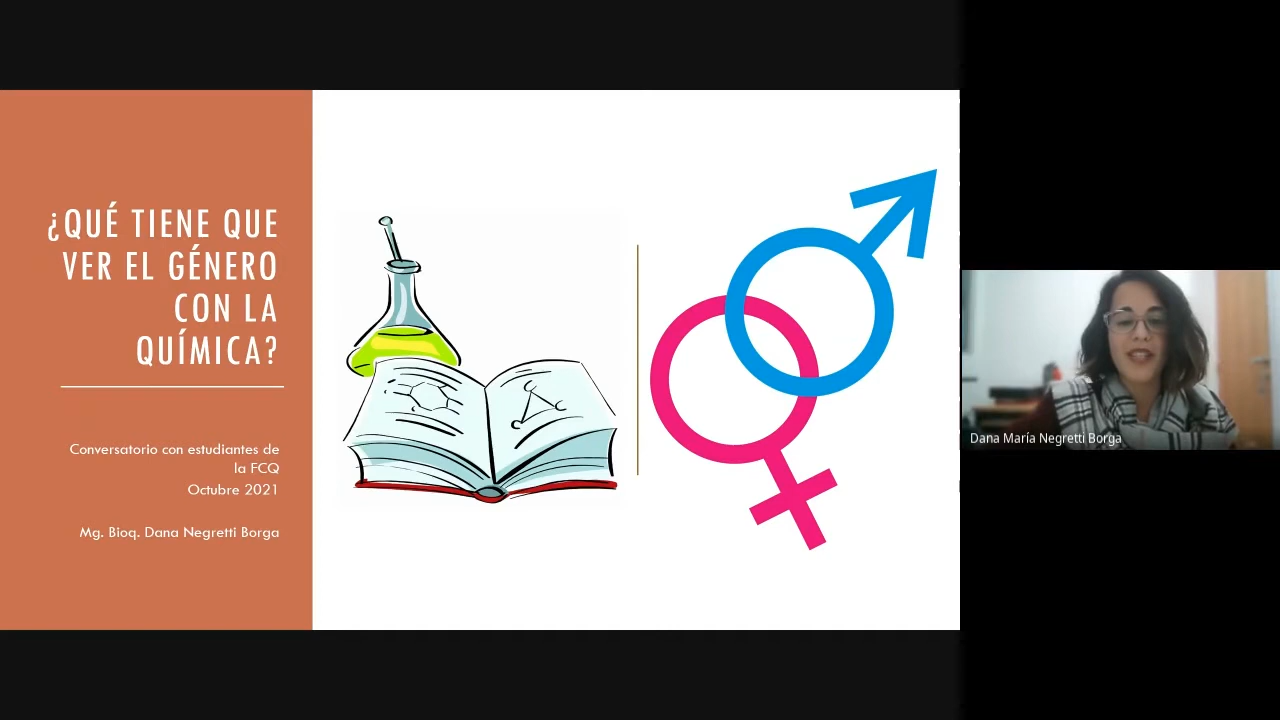 ¿QUÉ TIENE QUE
VER EL GÉNERO
CON LA
QUÍMICA?
Conversatorio con estudiantes de
la FCQ
Octubre 2021
Mg. Bioq. Dana Negretti Borga
Dana María Negretti Borga